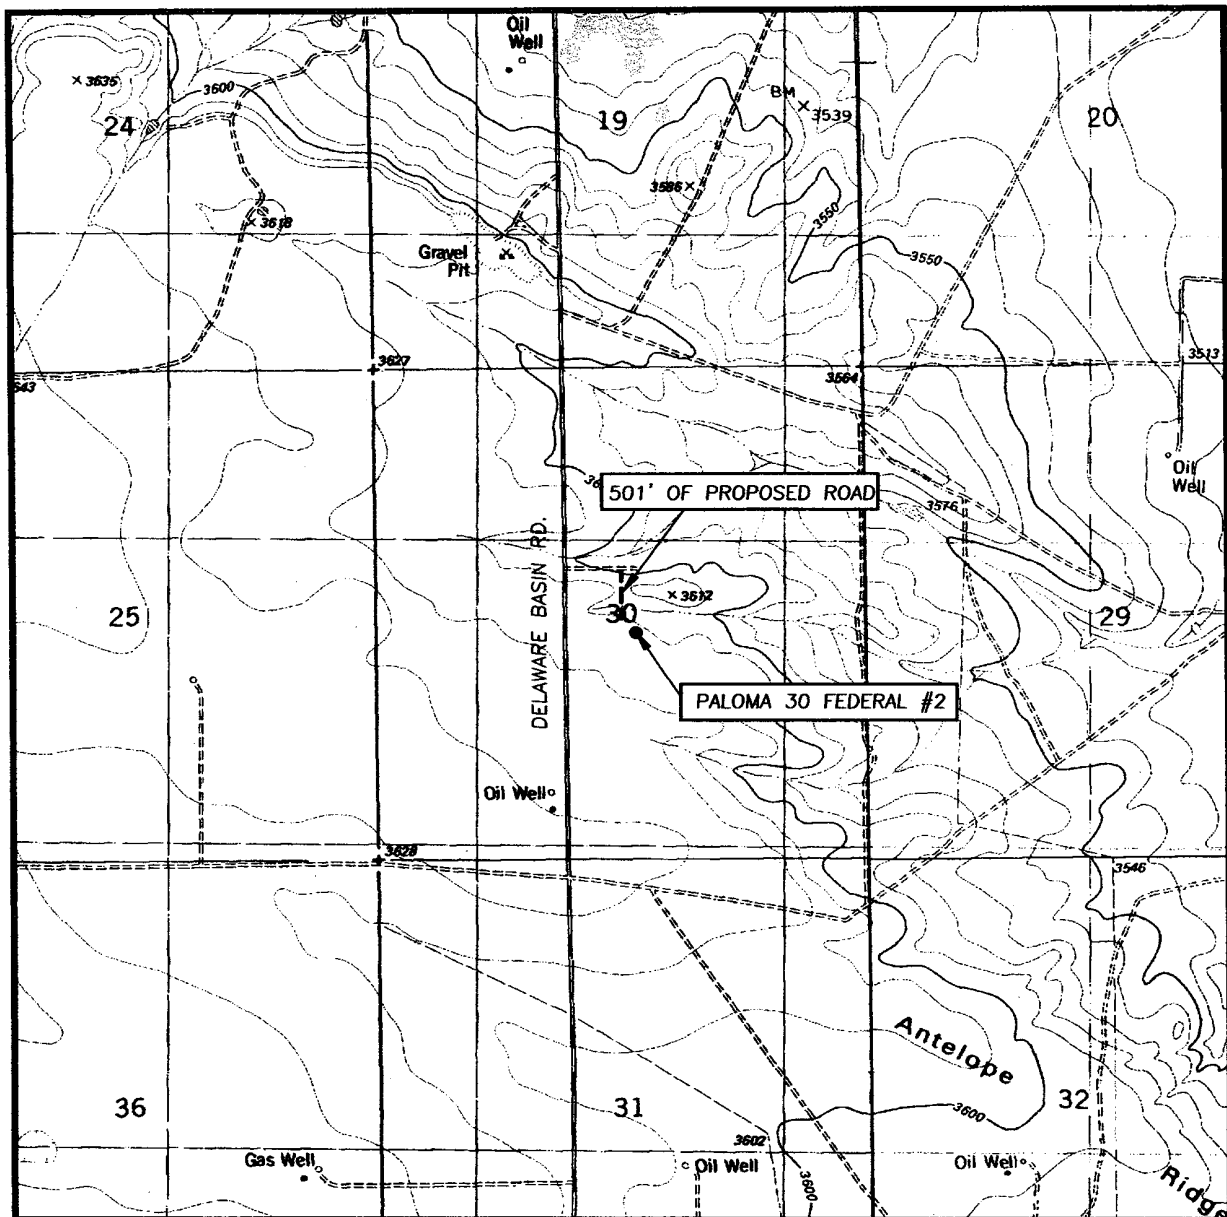 Oil
Well
3635
3600
BM
3539
24
19
20
3586
3618
3550
3550
Gravel
Pit
3627
3564
3513
Oil
Well
501' OF PROPOSED ROAD
3576
DELAWARE BASIN RD.
25
30
3612
29
PALOMA 30 FEDERAL #2
Oil Well
3628
3546
Antelope
36
31
3600
32
3602
Gas Well
Oil Well
Oil Well
3600
Ridge